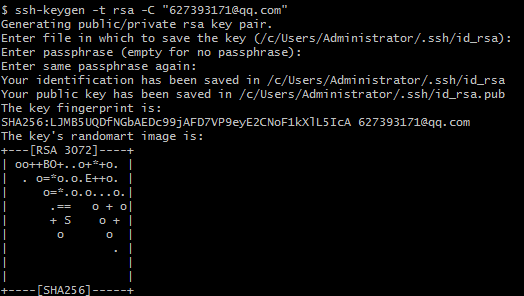 $ ssh-keygen -t rsa -C "627393171@qq.com"
Generating public/private rsa key pair.
Enter file in which to save the key (/c/Users/Administrator/.ssh/id_rsa):
Enter passphrase (empty for no passphrase):
Enter same passphrase again:
Your identification has been saved in /c/Users/Administrator/.ssh/id_rsa
Your public key has been saved in /c/Users/Administrator/.ssh/id_rsa.pub
The key fingerprint is:
SHA256:LJMB5UQDfNGbAEDc99jAFD7VP9eyE2CNoF1kXlL5IcA 627393171@qq.com
The key's randomart image is:
+---[RSA 3072]----+
| oo++BO+..o+*+o. |
|  . o=*o.o.E++o. |
|     o=*.o.o...o.|
|      .==   o + o|
|      + S    o + |
|       o      o  |
|               . |
|                 |
|                 |
+----[SHA256]-----+